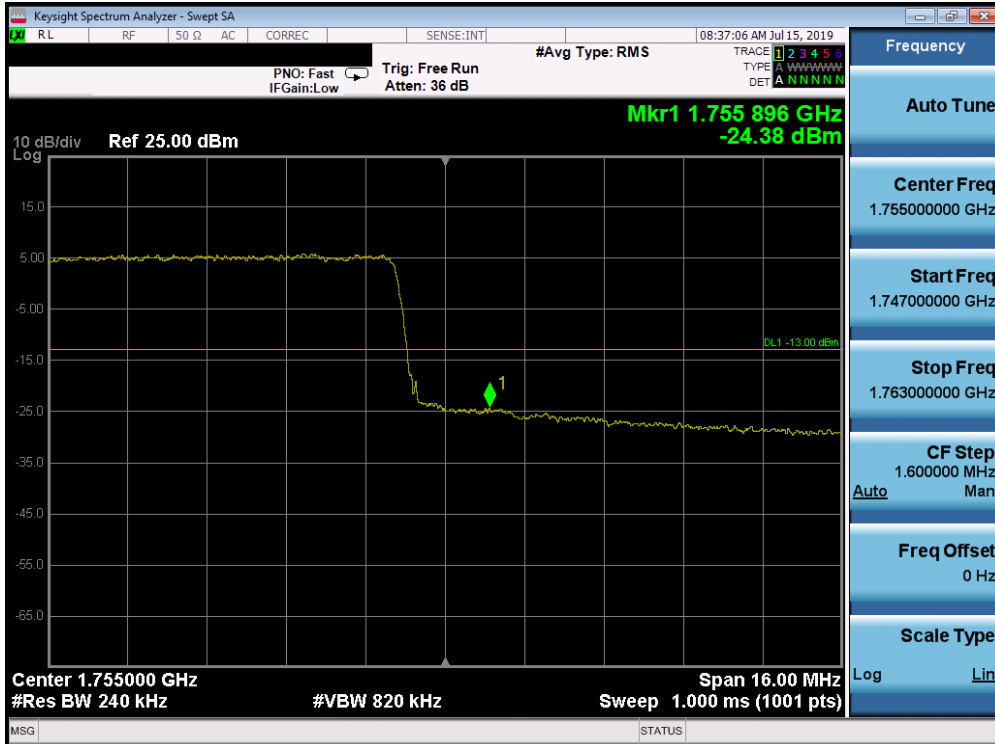 Keysight Spectrum Analyzer - Swept SA
LXI RL RF 50 Ω AC CORREC SENSE:INT 08:37:06 AM Jul 15, 2019
#Avg Type: RMS
TRACE 1 2 3 4 5 6
TYPE A WWWWW
DET A N N N N N
PNO: Fast
IFGain:Low
Trig: Free Run
Atten: 36 dB
Mkr1 1.755 896 GHz
-24.38 dBm
10 dB/div Ref 25.00 dBm
Log
15.0
5.00
-5.00
DL1 -13.00 dBm
-15.0
1
-25.0
-35.0
-45.0
-55.0
-65.0
Center 1.755000 GHz Span 16.00 MHz
#Res BW 240 kHz #VBW 820 kHz Sweep 1.000 ms (1001 pts)
MSG STATUS
Frequency
Auto Tune
Center Freq
1.755000000 GHz
Start Freq
1.747000000 GHz
Stop Freq
1.763000000 GHz
CF Step
1.600000 MHz
Auto Man
Freq Offset
0 Hz
Scale Type
Log Lin